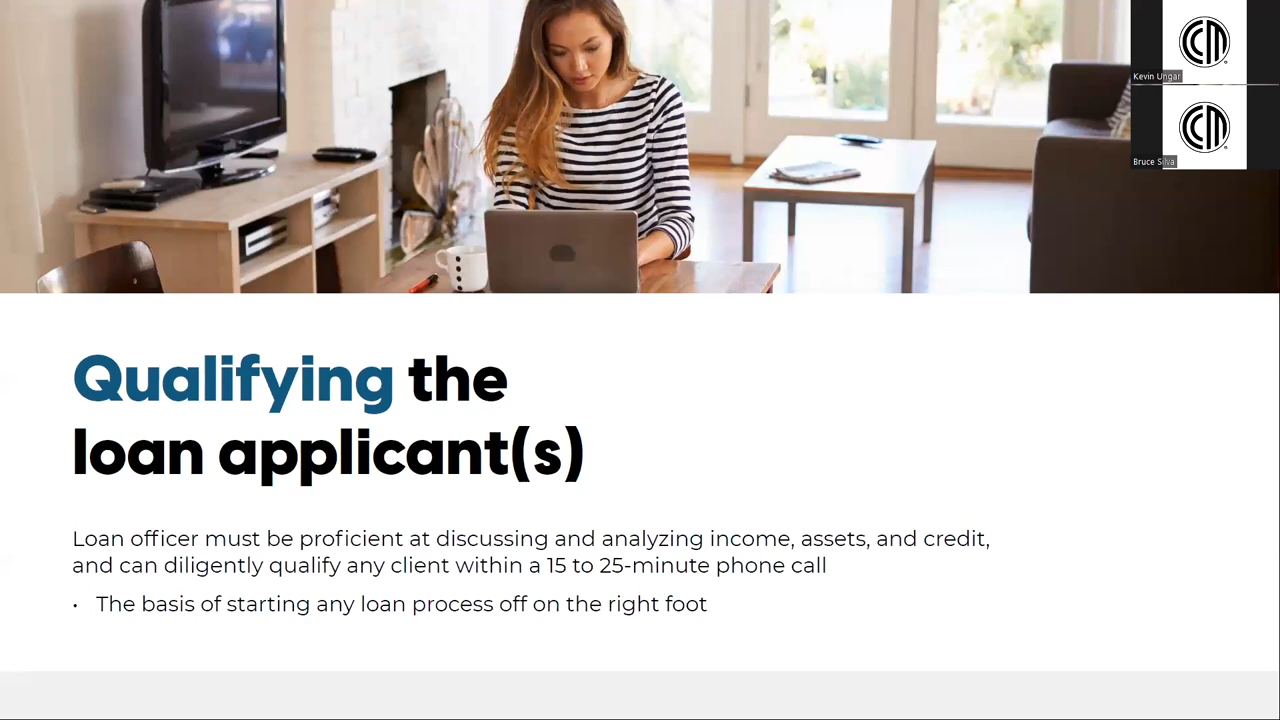 Kevin Ungar
Bruce Silva
Qualifying the
loan applicant(s)
Loan officer must be proficient at discussing and analyzing income, assets, and credit,
and can diligently qualify any client within a 15 to 25-minute phone call
• The basis of starting any loan process off on the right foot